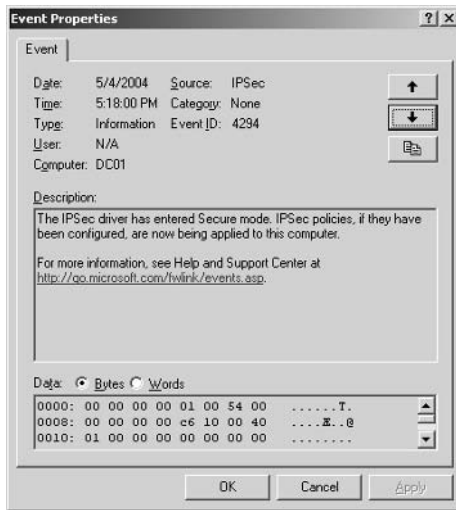 Event Properties
Event
Date: 5/4/2004 Source: IPSec
Time: 5:18:00 PM Category: None
Type: Information Event ID: 4294
User: N/A
Computer: DC01
Description:
The IPSec driver has entered Secure mode. IPSec policies, if they have
been configured, are now being applied to this computer.
For more information, see Help and Support Center at
http://go.microsoft.com/fwlink/events.asp.
Data: Bytes Words
0000: 00 00 00 00 01 00 54 00 ......T.
0008: 00 00 00 00 c6 10 00 40 ....Æ..@
0010: 01 00 00 00 00 00 00 00 ........
OK Cancel Apply